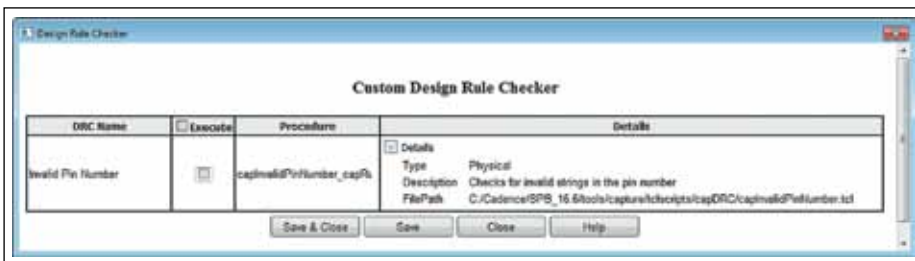 Design Rule Checker
Custom Design Rule Checker
DRC Name Execute Procedure Details
Details
Invalid Pin Number capInvalidPinNumber_capRu
Type Physical
Description Checks for invalid strings in the pin number
FilePath C:/Cadence/SPB_16.6/tools/capture/tclscripts/capDRC/capInvalidPinNumber.tcl
Save & Close Save Close Help